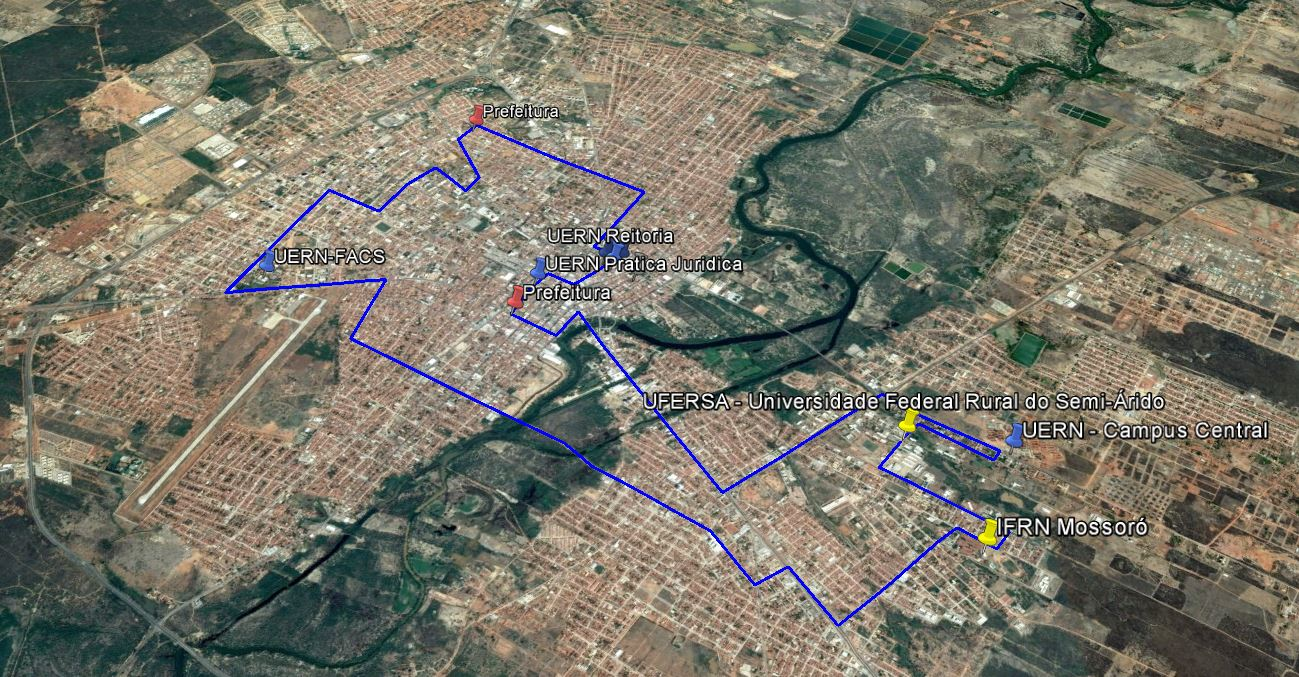 Prefeitura
UERN Reitoria
UERN-FACS
UERN Pratica Juridica
Prefeitura
UFERSA - Universidade Federal Rural do Semi-Árido
UERN - Campus Central
IFRN Mossoró